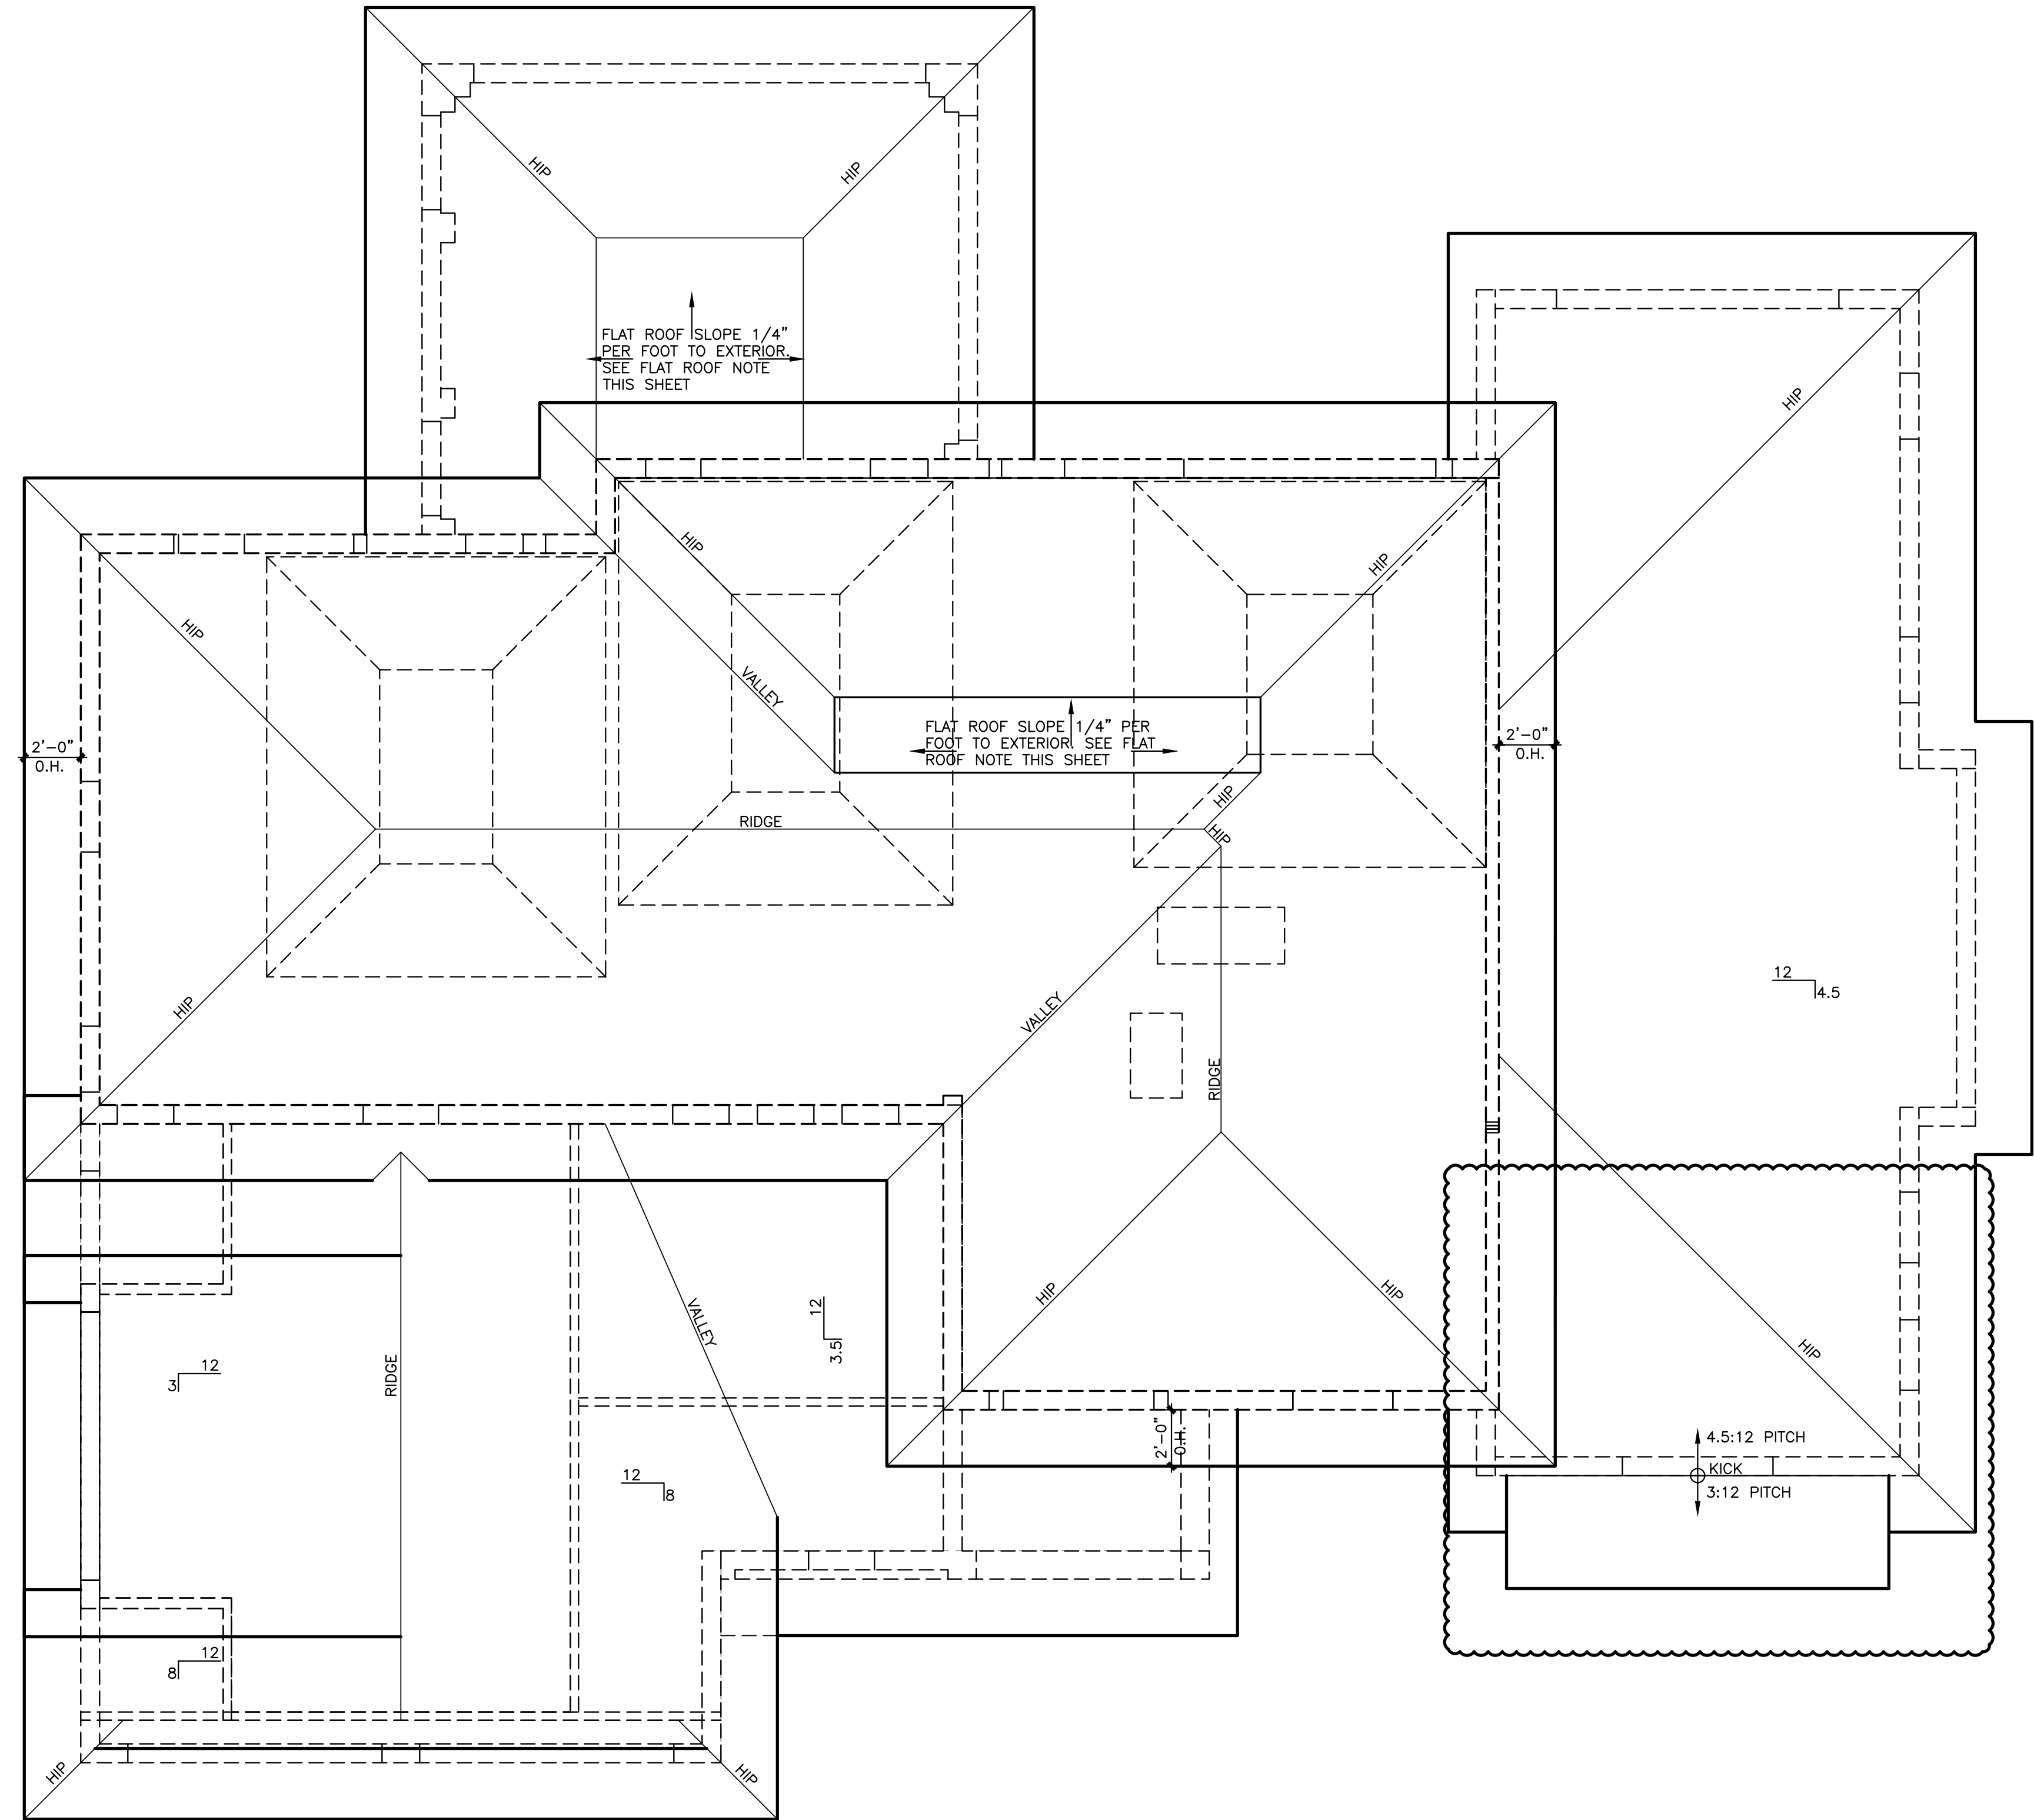 HIP
HIP
FLAT ROOF SLOPE 1/4”
PER FOOT TO EXTERIOR.
SEE FLAT ROOF NOTE
THIS SHEET
HIP
HIP
HIP
HIP
VALLEY
FLAT ROOF SLOPE 1/4” PER
FOOT TO EXTERIOR. SEE FLAT
ROOF NOTE THIS SHEET
2’-0”
O.H.
2’-0”
O.H.
HIP
RIDGE
HIP
12
4.5
HIP
VALLEY
RIDGE
HIP
HIP
VALLEY
12
3.5
HIP
12
3
RIDGE
2’-0”
O.H.
4.5:12 PITCH
KICK
3:12 PITCH
12
8
12
8
HIP
HIP